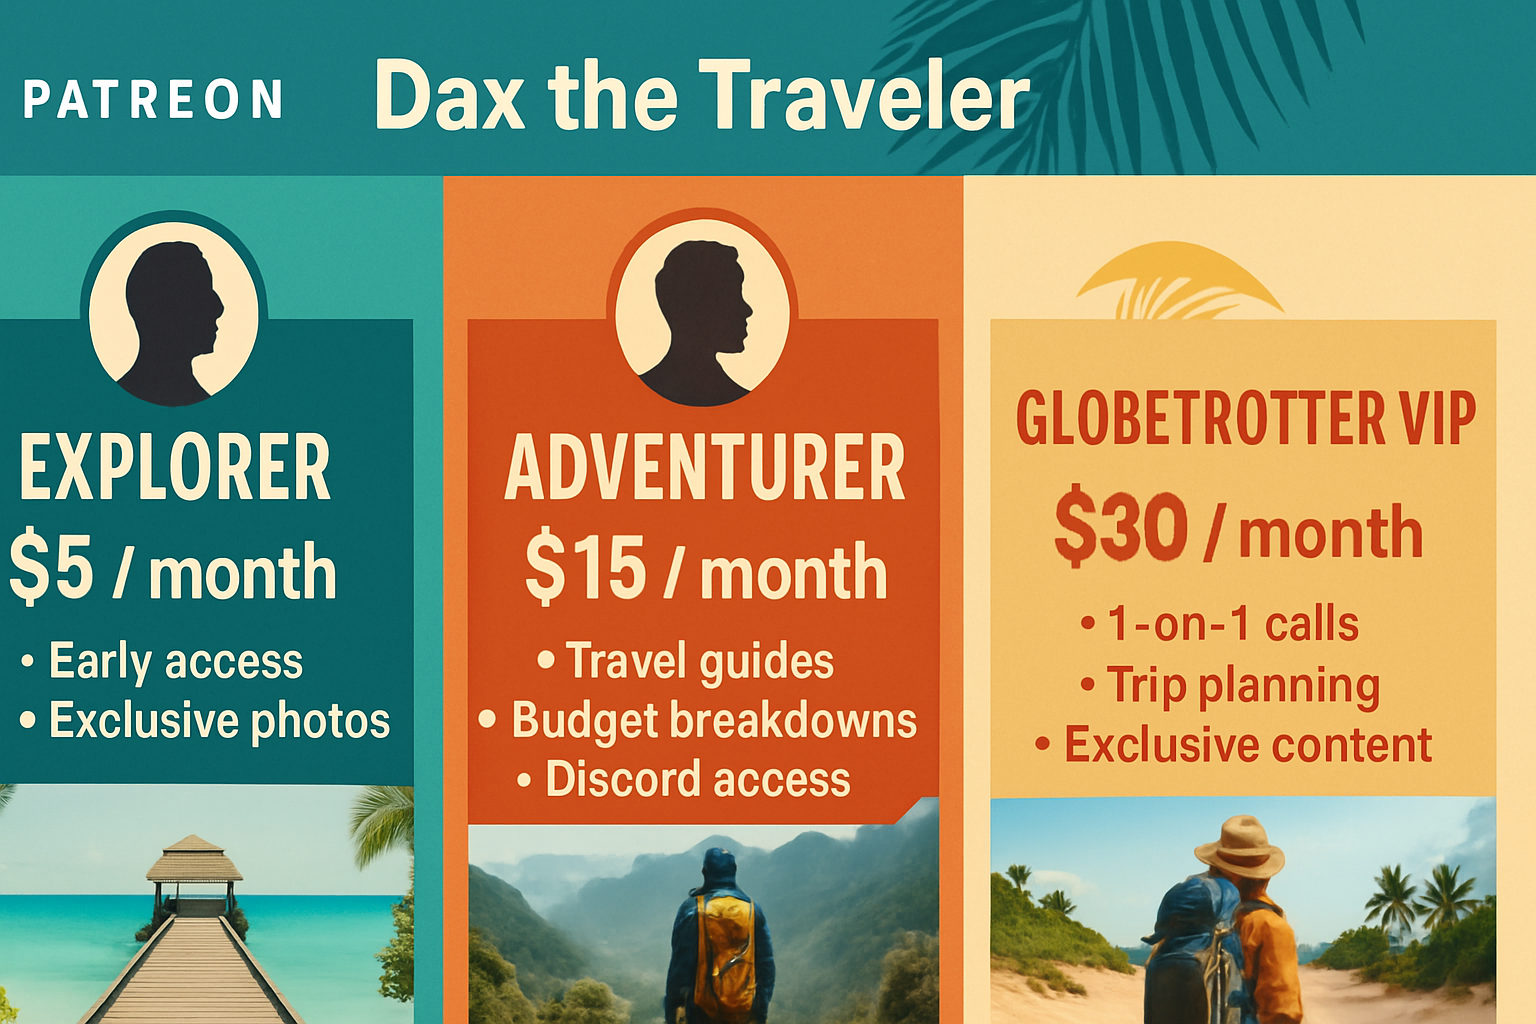 PATREON
Dax the Traveler
EXPLORER
$5 / month
• Early access
• Exclusive photos
ADVENTURER
$15 / month
• Travel guides
• Budget breakdowns
• Discord access
GLOBETROTTER VIP
$30 / month
• 1-on-1 calls
• Trip planning
• Exclusive content